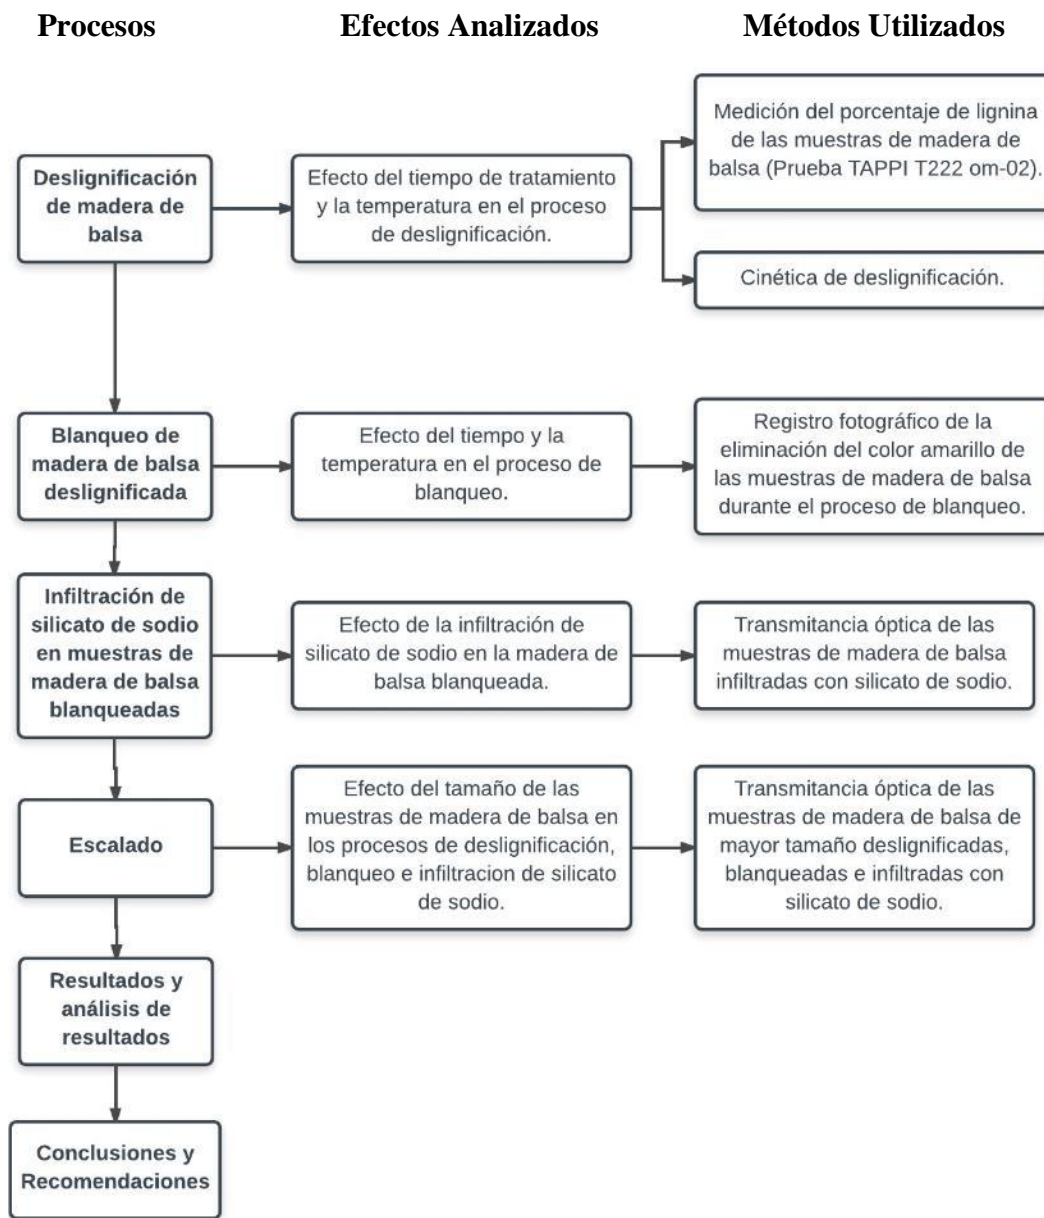 Procesos
Efectos Analizados
Métodos Utilizados
Deslignificación
de madera de
balsa
Efecto del tiempo de tratamiento
y la temperatura en el proceso
de deslignificación.
Medición del porcentaje de lignina
de las muestras de madera de
balsa (Prueba TAPPI T222 om-02).
Cinética de deslignificación.
Blanqueo de
madera de balsa
deslignificada
Efecto del tiempo y la
temperatura en el proceso de
blanqueo.
Registro fotográfico de la
eliminación del color amarillo de
las muestras de madera de balsa
durante el proceso de blanqueo.
Infiltración de
silicato de sodio
en muestras de
madera de balsa
blanqueadas
Efecto de la infiltración de
silicato de sodio en la madera de
balsa blanqueada.
Transmitancia óptica de las
muestras de madera de balsa
infiltradas con silicato de sodio.
Escalado
Efecto del tamaño de las
muestras de madera de balsa en
los procesos de deslignificación,
blanqueo e infiltracion de silicato
de sodio.
Transmitancia óptica de las
muestras de madera de balsa de
mayor tamaño deslignificadas,
blanqueadas e infiltradas con
silicato de sodio.
Resultados y
análisis de
resultados
Conclusiones y
Recomendaciones